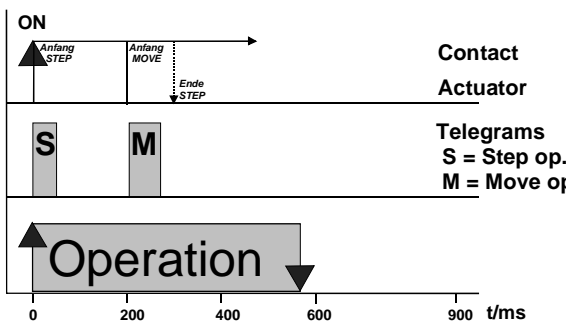 ON
Anfang
STEP
Anfang
MOVE
Ende
STEP
Contact
Actuator
S
M
Telegrams
S = Step op.
M = Move op
Operation
0 200 400 600 900 t/ms